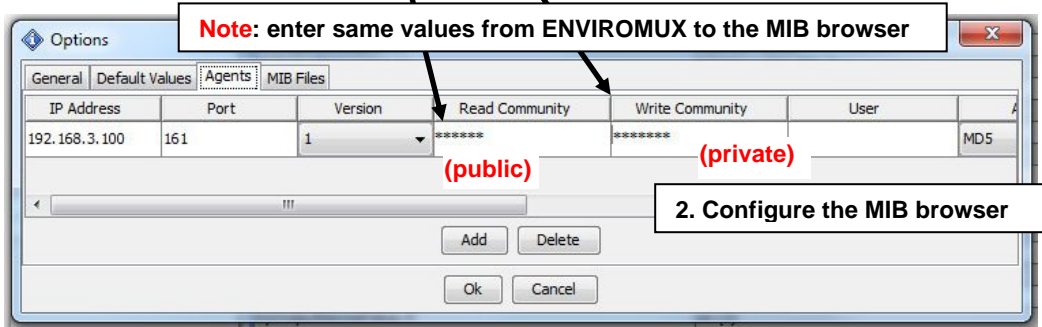 Options
Note: enter same values from ENVIROMUX to the MIB browser
General Default Values Agents MIB Files
IP Address Port Version Read Community Write Community User A
192.168.3.100 161 1 ****** ******* MD5
(public) (private)
2. Configure the MIB browser
Add Delete
Ok Cancel